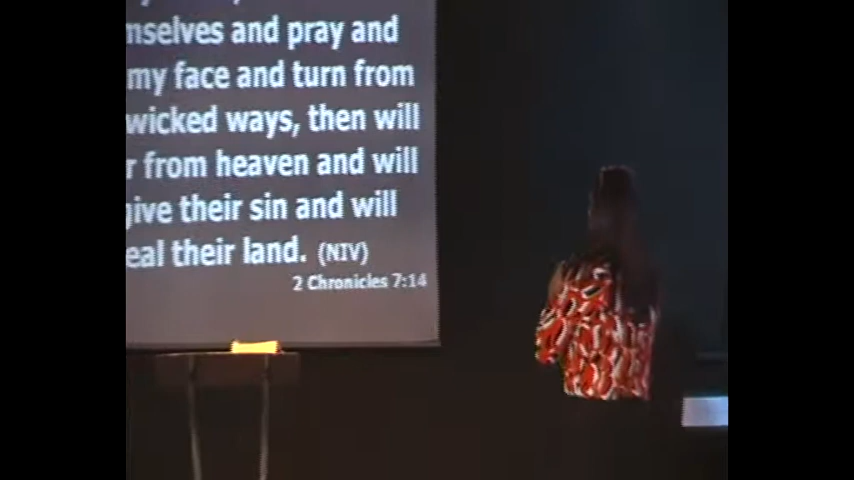 mselves and pray and
my face and turn from
wicked ways, then will
r from heaven and will
give their sin and will
eal their land. (NIV)
2 Chronicles 7:14